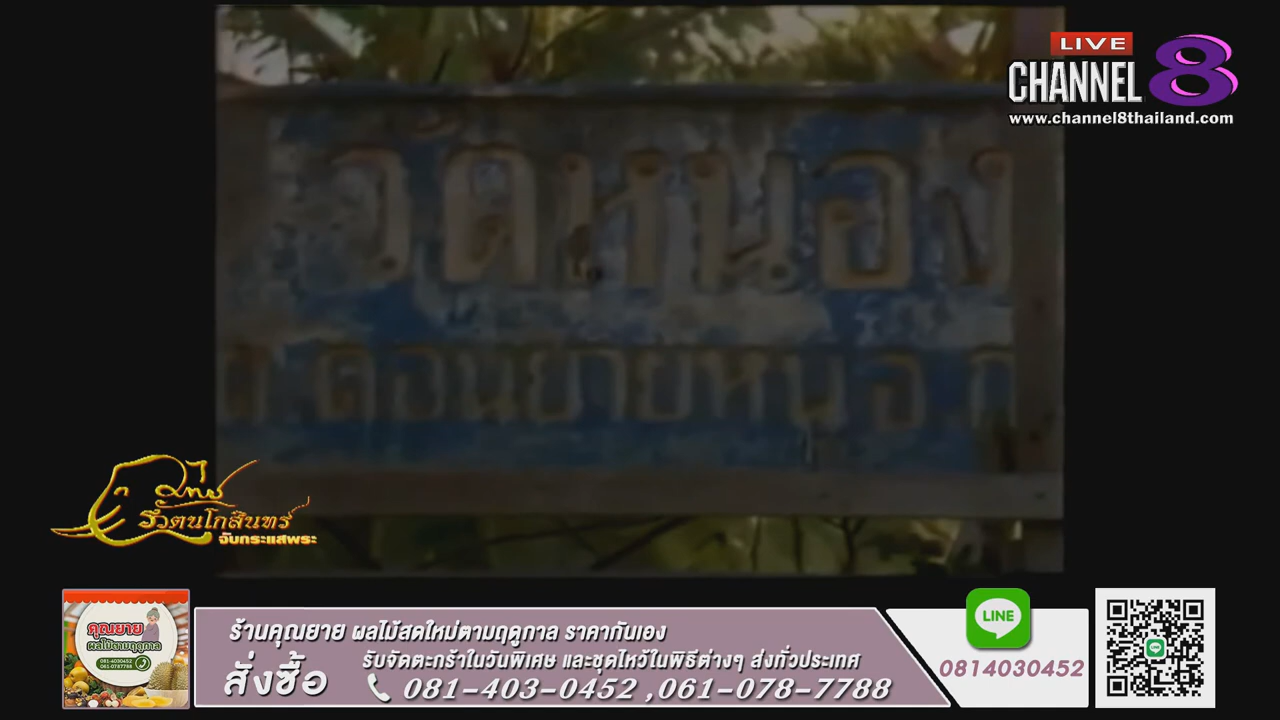 LIVE
CHANNEL 8
www.channel8thailand.com
วัดหนอง
ต.ดอนยายหนู อ.ก
รัตนโกสินทร์
จับกระแสพระ
คุณยาย
ผลไม้ตามฤดูกาล
081-4030452
061-0787788
ร้านคุณยาย ผลไม้สดใหม่ตามฤดูกาล ราคากันเอง
รับจัดตะกร้าในวันพิเศษ และชุดไหว้ในพิธีต่างๆ ส่งทั่วประเทศ
สั่งซื้อ 081-403-0452 ,061-078-7788
LINE
0814030452